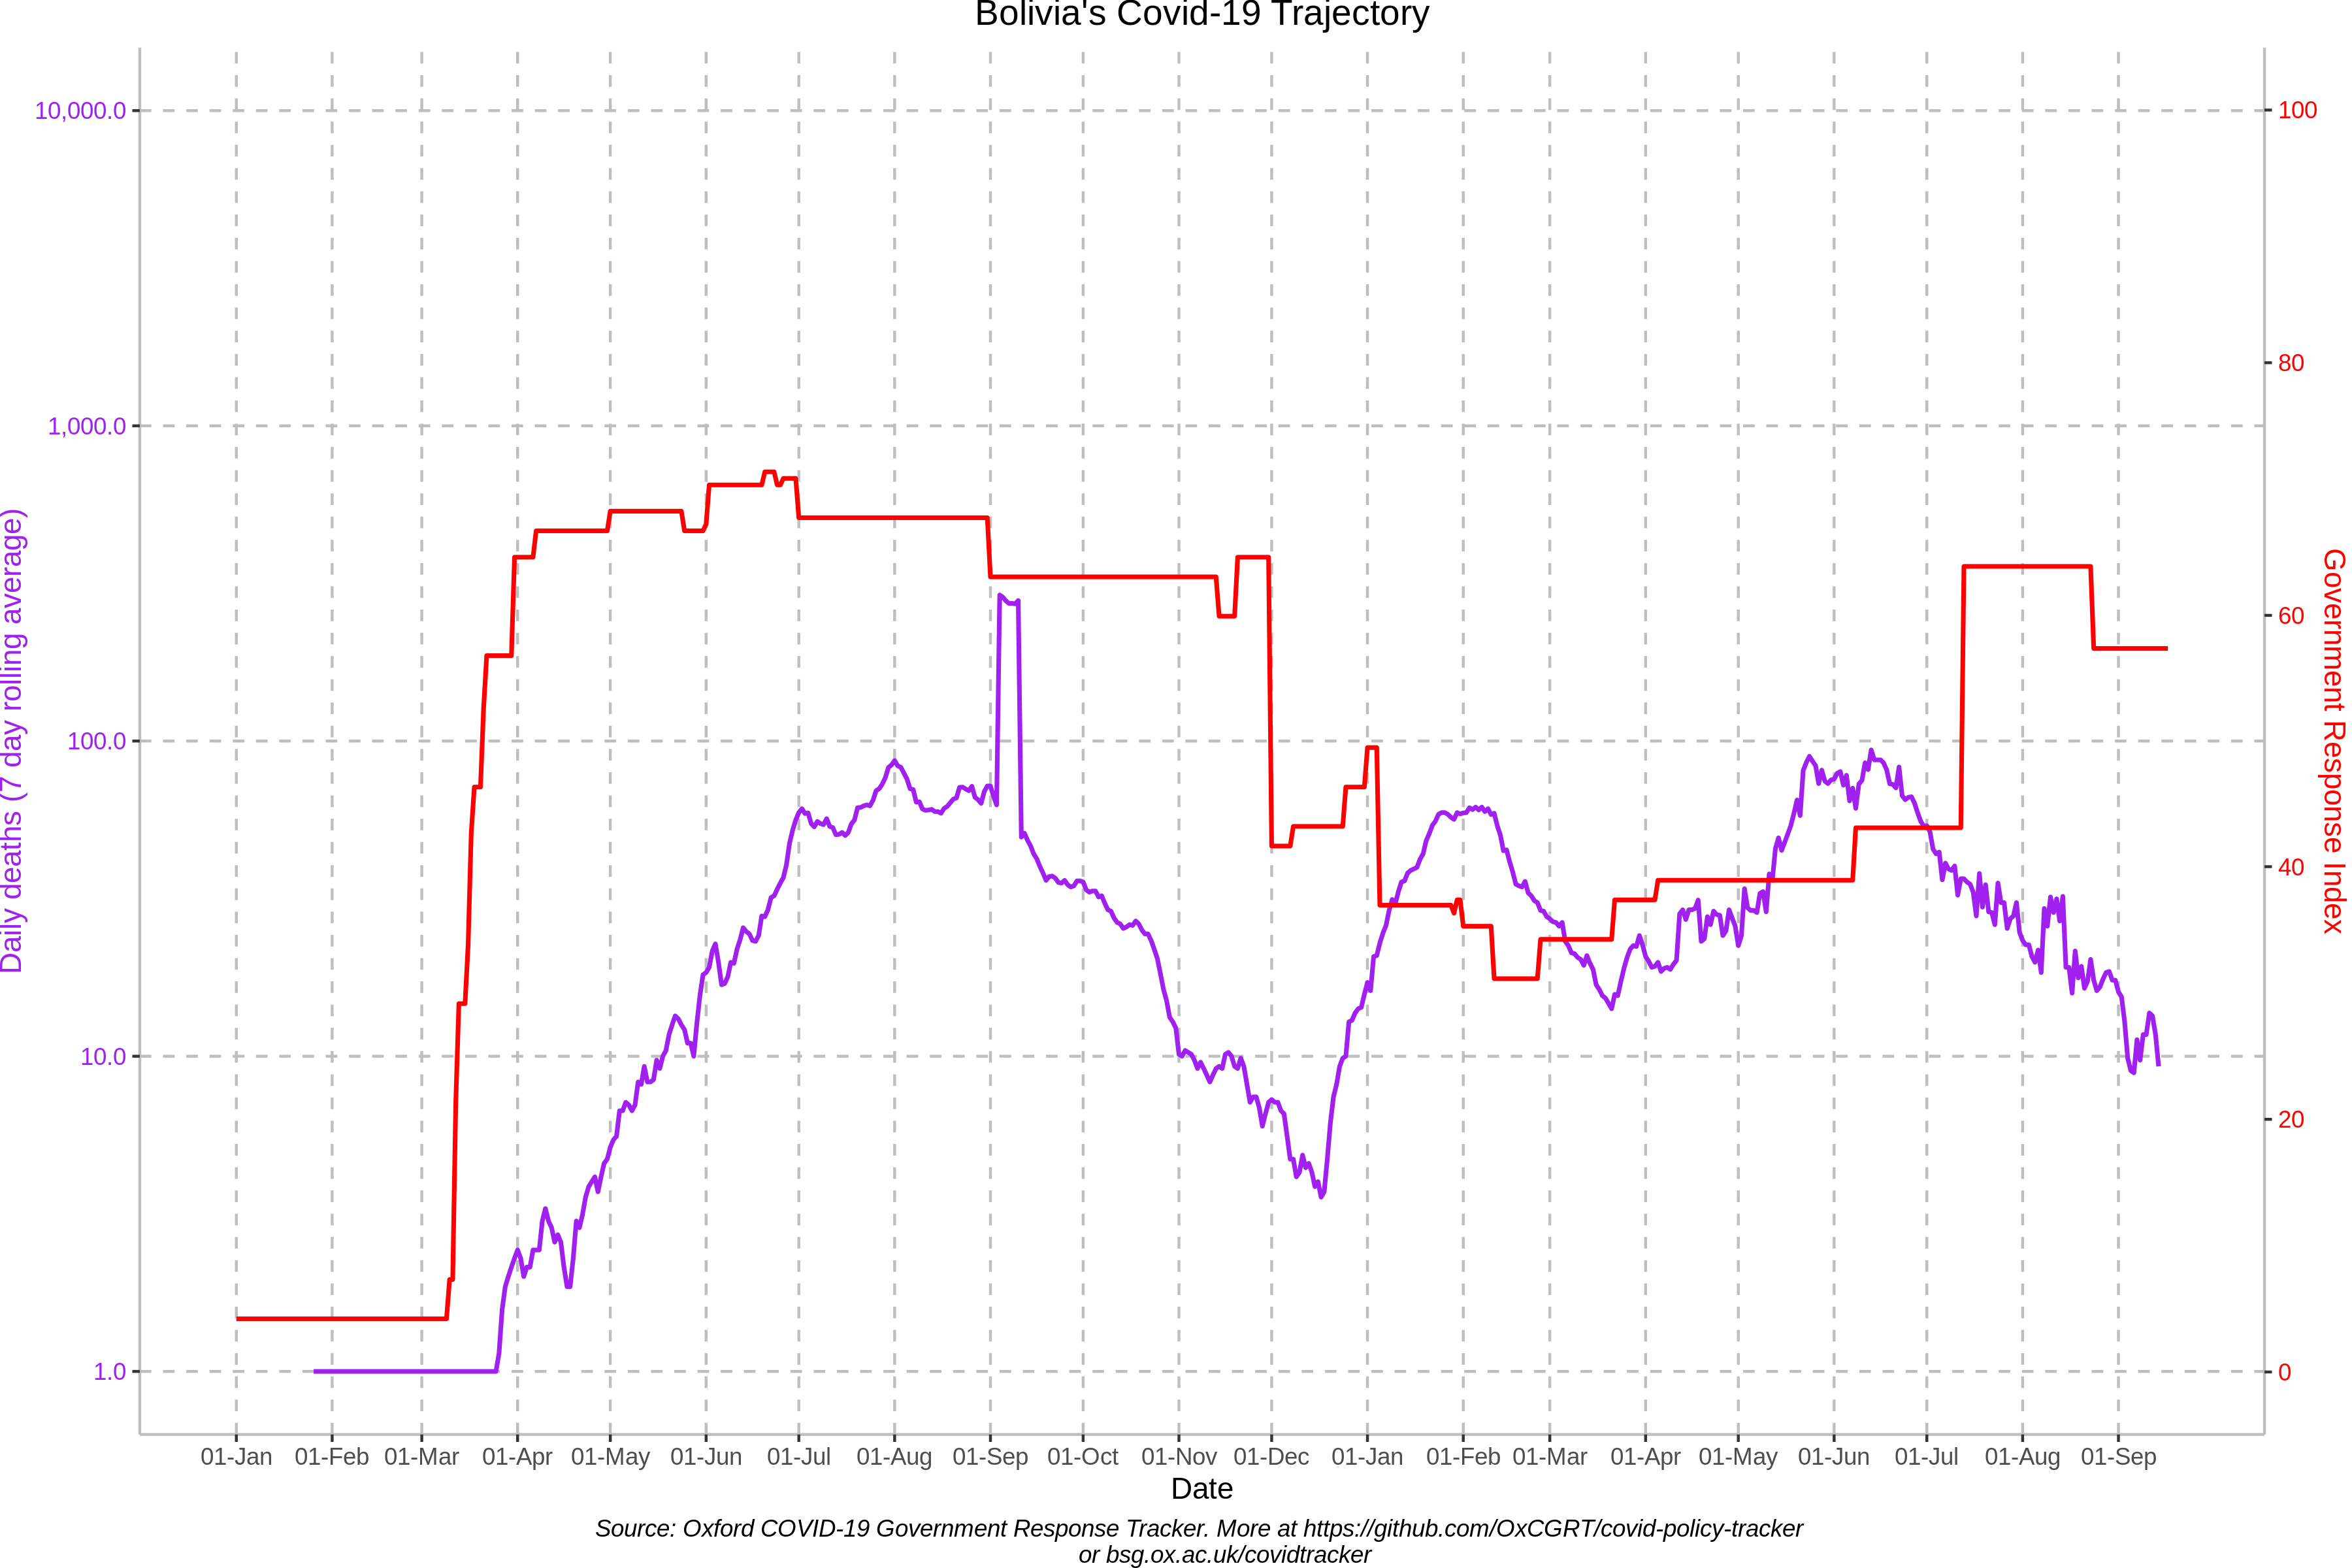 Bolivia's Covid-19 Trajectory
Daily deaths (7 day rolling average)
10,000.0
1,000.0
100.0
10.0
1.0
100
80
60
40
20
0
Government Response Index
01-Jan 01-Feb 01-Mar 01-Apr 01-May 01-Jun 01-Jul 01-Aug 01-Sep 01-Oct 01-Nov 01-Dec 01-Jan 01-Feb 01-Mar 01-Apr 01-May 01-Jun 01-Jul 01-Aug 01-Sep
Date
Source: Oxford COVID-19 Government Response Tracker. More at https://github.com/OxCGRT/covid-policy-tracker
or bsg.ox.ac.uk/covidtracker